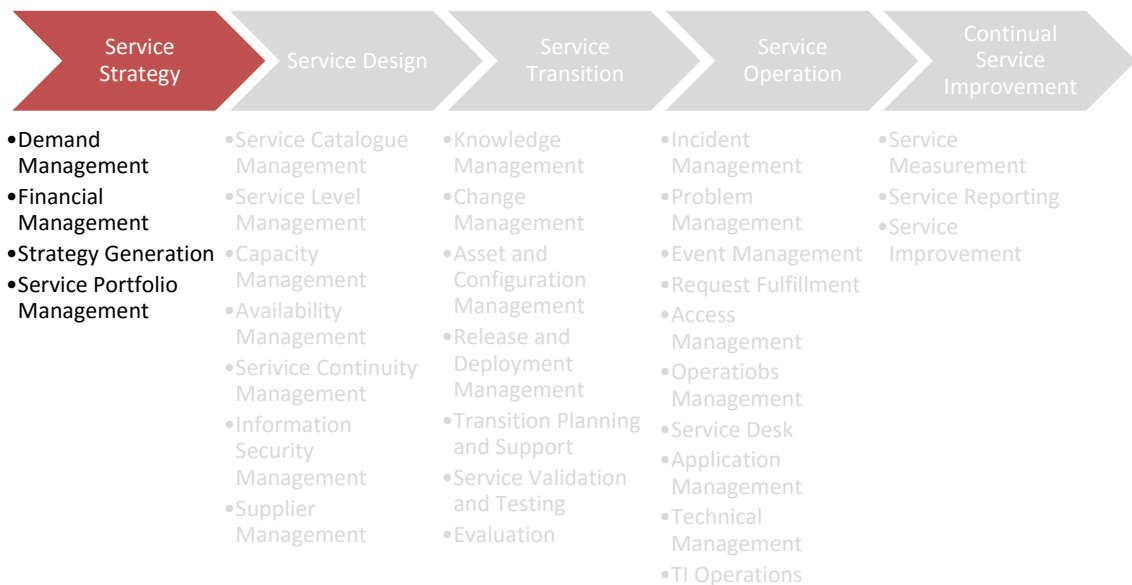 Service
Strategy
Service Design
Service
Transition
Service
Operation
Continual
Service
Improvement
•Demand
Management
•Financial
Management
•Strategy Generation
•Service Portfolio
Management
•Service Catalogue
Management
•Service Level
Management
•Capacity
Management
•Availability
Management
•Serivice Continuity
Management
•Information
Security
Management
•Supplier
Management
•Knowledge
Management
•Change
Management
•Asset and
Configuration
Management
•Release and
Deployment
Management
•Transition Planning
and Support
•Service Validation
and Testing
•Evaluation
•Incident
Management
•Problem
Management
•Event Management
•Request Fulfillment
•Access
Management
•Operatiobs
Management
•Service Desk
•Application
Management
•Technical
Management
•TI Operations
•Service
Measurement
•Service Reporting
•Service
Improvement